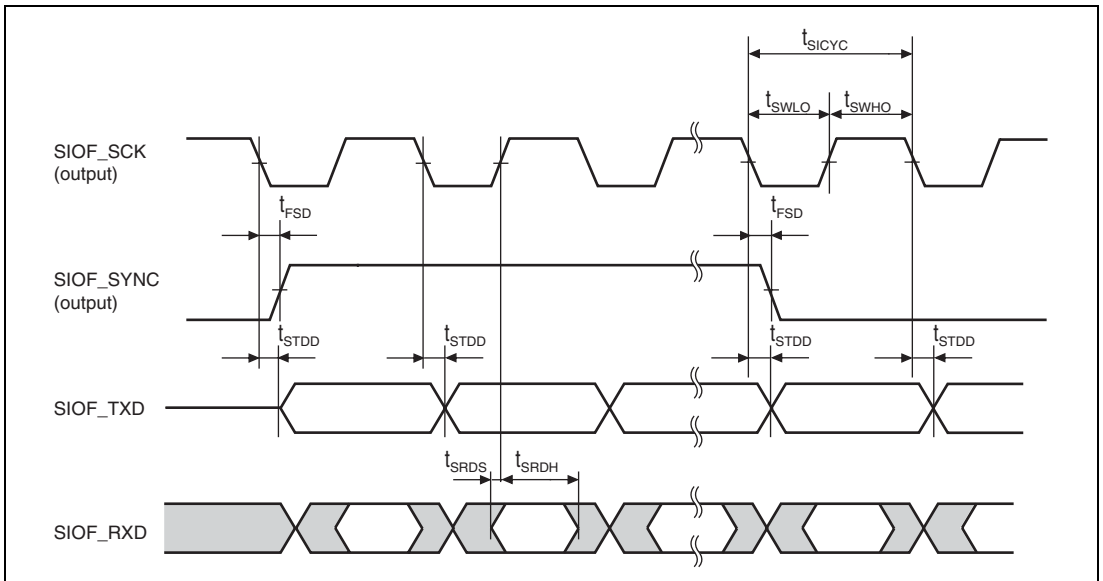 tSICYC
tSWLO tSWHO
SIOF_SCK
(output)
tFSD tFSD
SIOF_SYNC
(output)
tSTDD tSTDD tSTDD tSTDD
SIOF_TXD
tSRDS tSRDH
SIOF_RXD